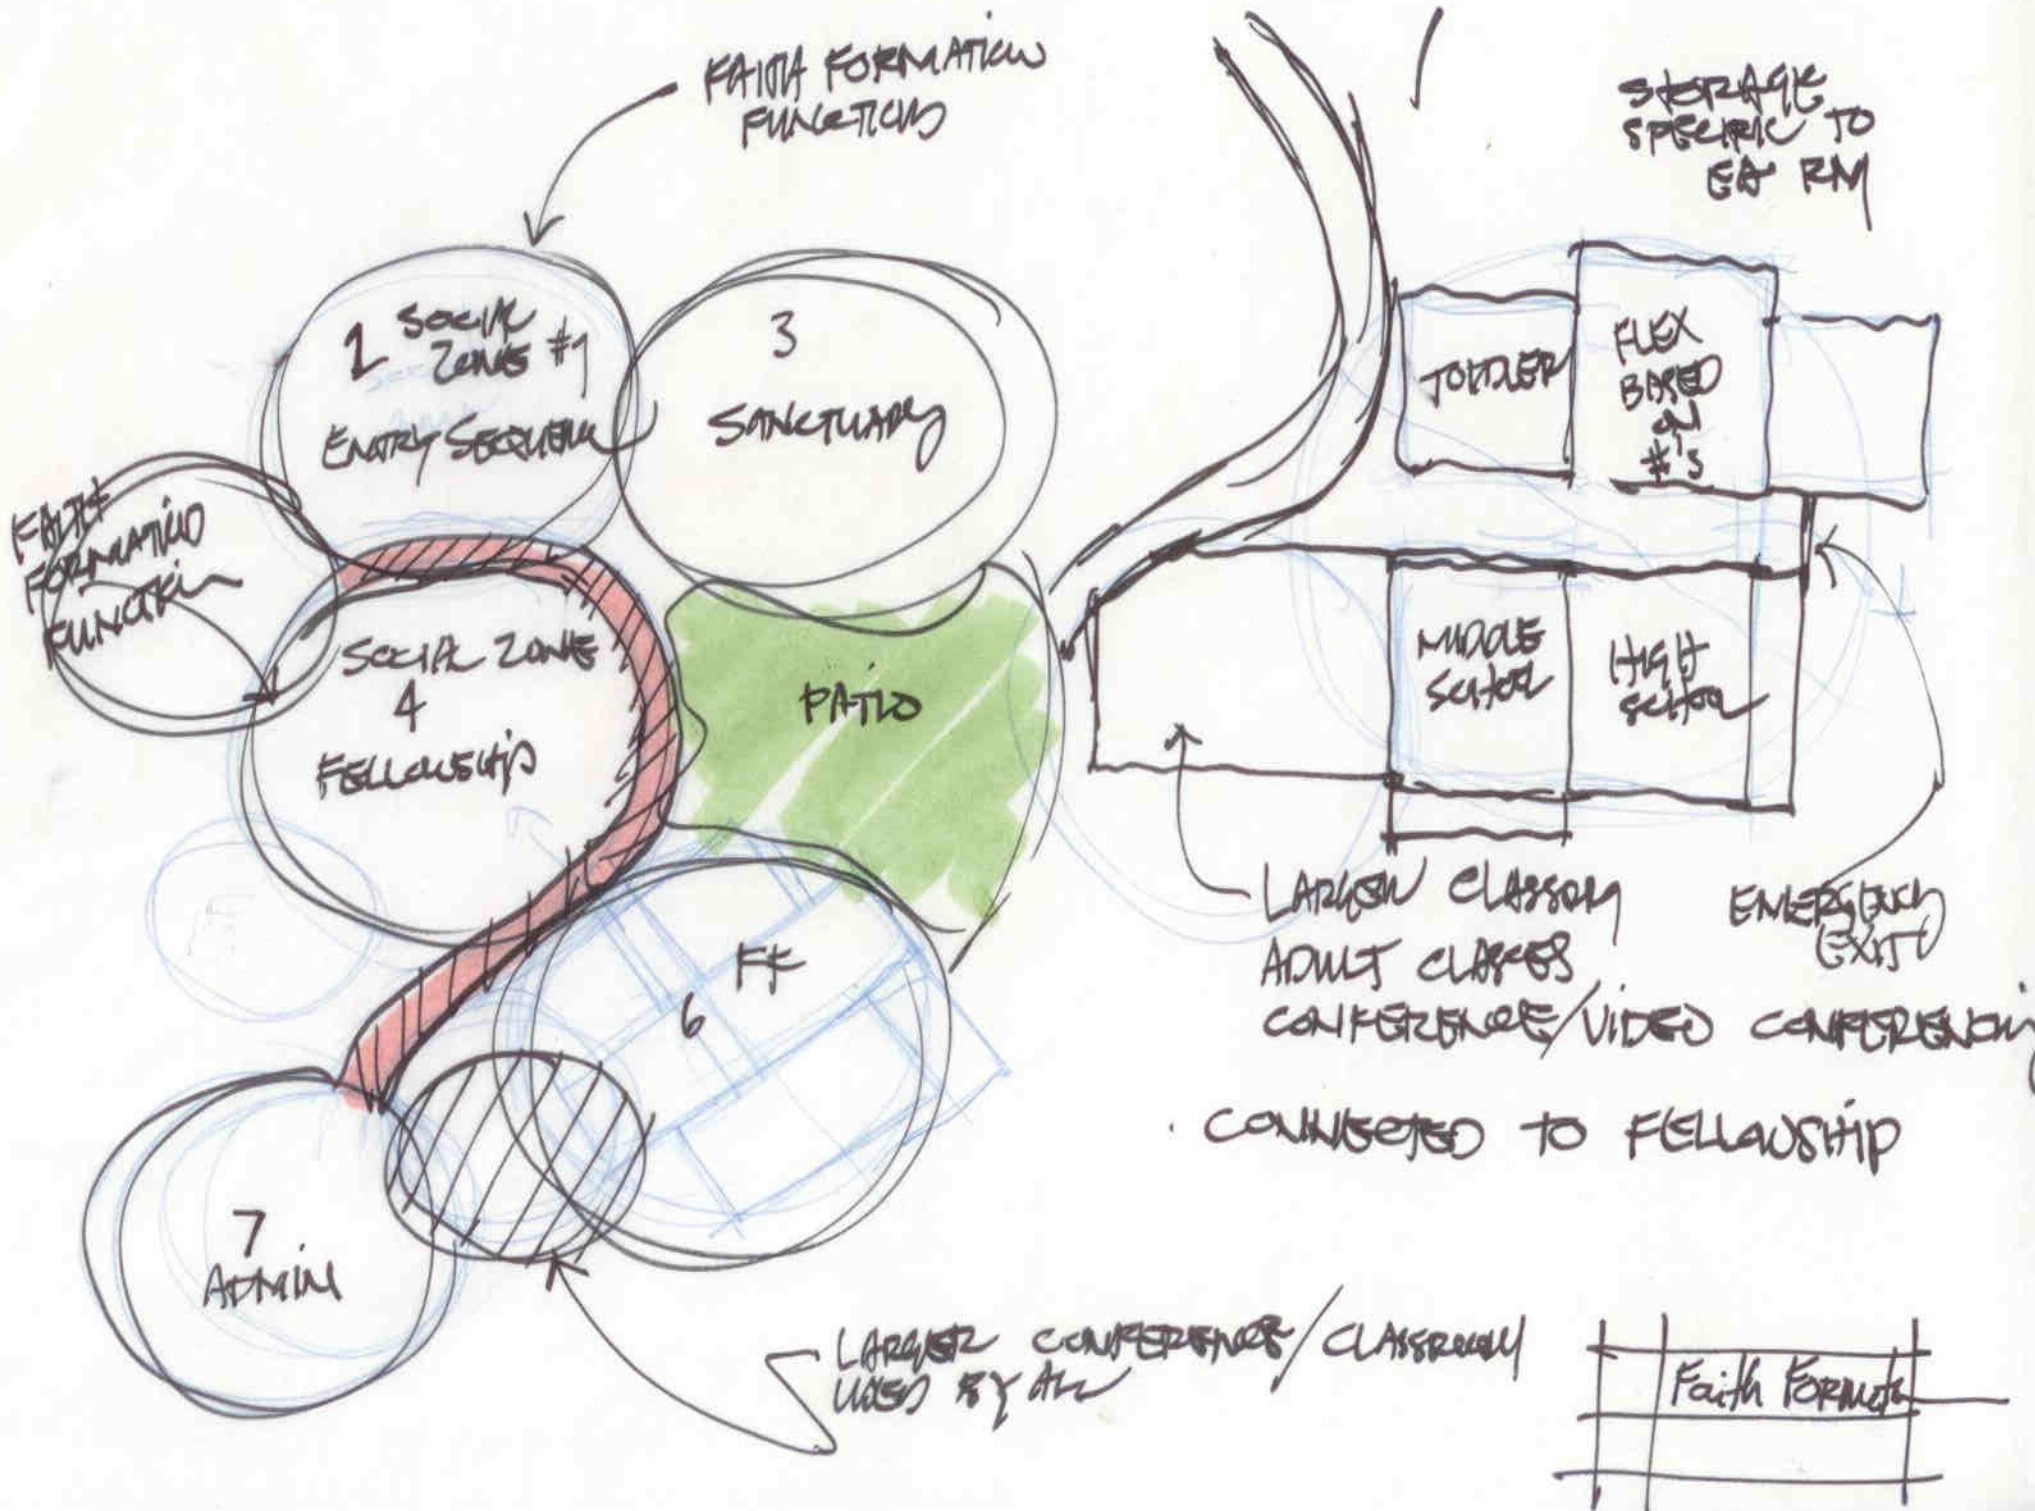 FAITH FORMATION
FUNCTIONS
STORAGE
SPECIFIC TO
EA RM
1 SOCIAL
ZONE #1
ENTRY SEQUENCE
3
SANCTUARY
FAITH
FORMATION
FUNCTION
SOCIAL ZONE
4
FELLOWSHIP
PATIO
FF
6
7
ADMIN
LARGER CONFERENCE/CLASSROOM
USED BY ALL
TODDLER
FLEX
BASED
ON
#'s
MIDDLE
SCHOOL
HIGH
SCHOOL
LARGER CLASSRM
ADULT CLASSES
CONFERENCE/VIDEO CONFERENCING
EMERGENCY
EXIT
· CONNECTED TO FELLOWSHIP
Faith Formatn